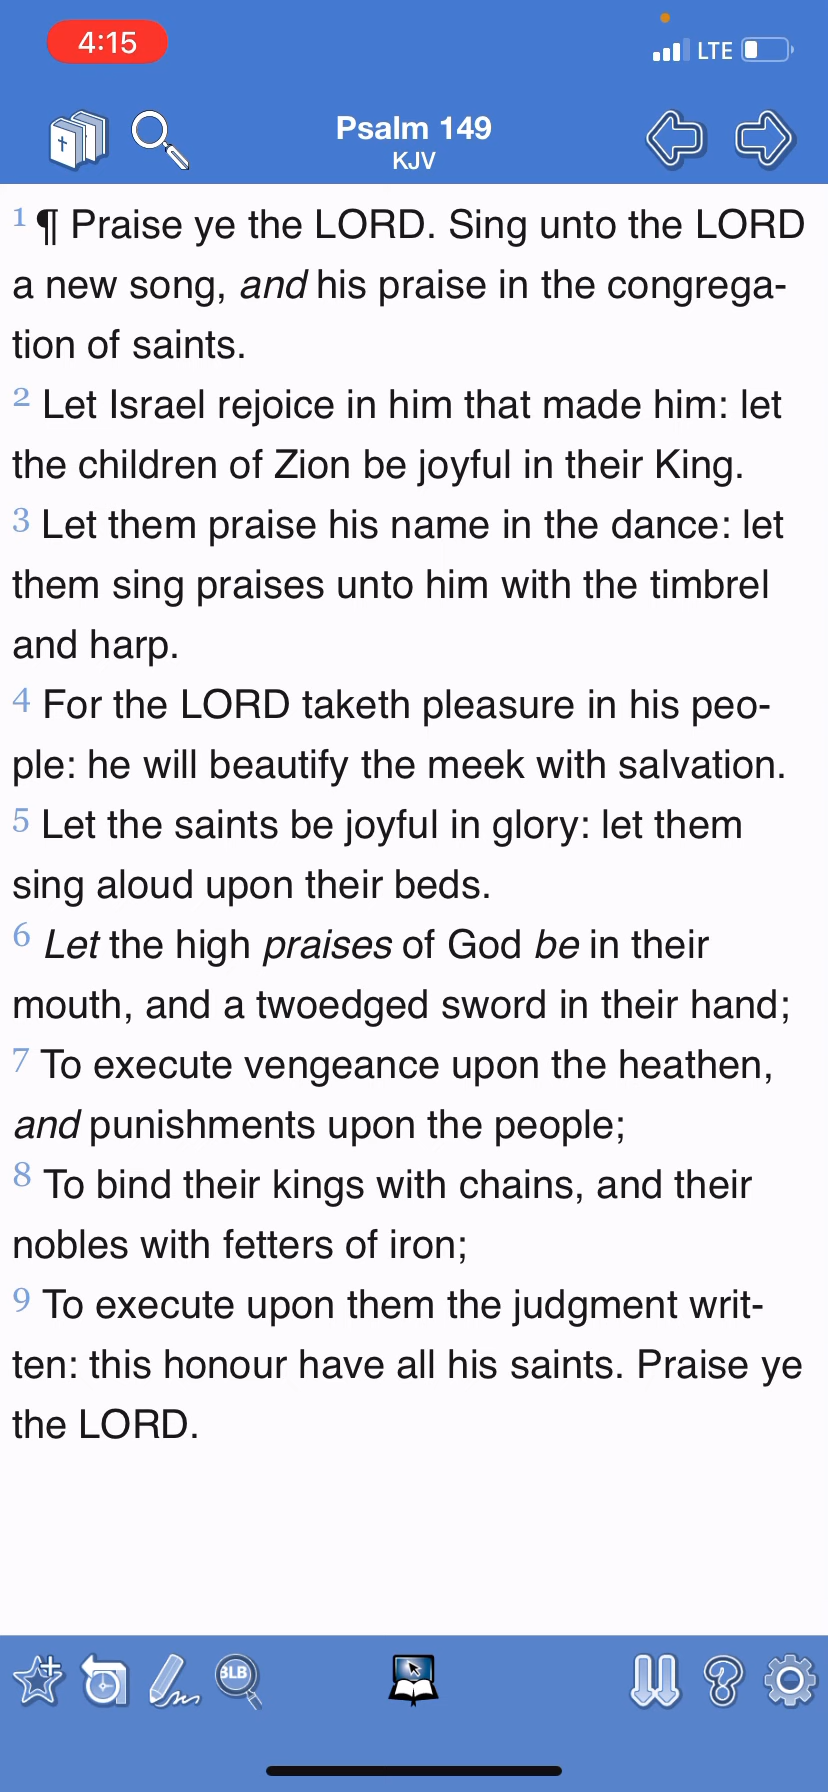 4:15
LTE
Psalm 149
KJV
1 ¶ Praise ye the LORD. Sing unto the LORD
a new song, and his praise in the congrega-
tion of saints.
2 Let Israel rejoice in him that made him: let
the children of Zion be joyful in their King.
3 Let them praise his name in the dance: let
them sing praises unto him with the timbrel
and harp.
4 For the LORD taketh pleasure in his peo-
ple: he will beautify the meek with salvation.
5 Let the saints be joyful in glory: let them
sing aloud upon their beds.
6 Let the high praises of God be in their
mouth, and a twoedged sword in their hand;
7 To execute vengeance upon the heathen,
and punishments upon the people;
8 To bind their kings with chains, and their
nobles with fetters of iron;
9 To execute upon them the judgment writ-
ten: this honour have all his saints. Praise ye
the LORD.
BLB